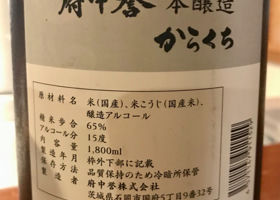 府中誉 本醸造
からくち
原材料名 米(国産)、米こうじ(国産米)、
醸造アルコール
精米歩合 65%
アルコール分 15度
内容量 1,800ml
製造年月 枠外下部に記載
保存方法 品質保持のため冷暗所保管
製造者 府中誉株式会社
茨城県石岡市国府5丁目9番32号